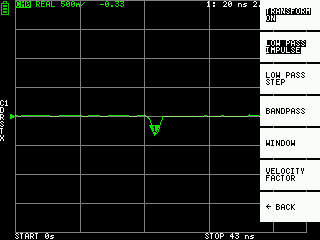 CH0 REAL 500m/ -0.33
1: 20 ns 2.
TRANSFORM
ON
LOW PASS
IMPULSE
LOW PASS
STEP
BANDPASS
WINDOW
VELOCITY
FACTOR
← BACK
C1
D
R
S
T
X
1
START 0s
STOP 43 ns